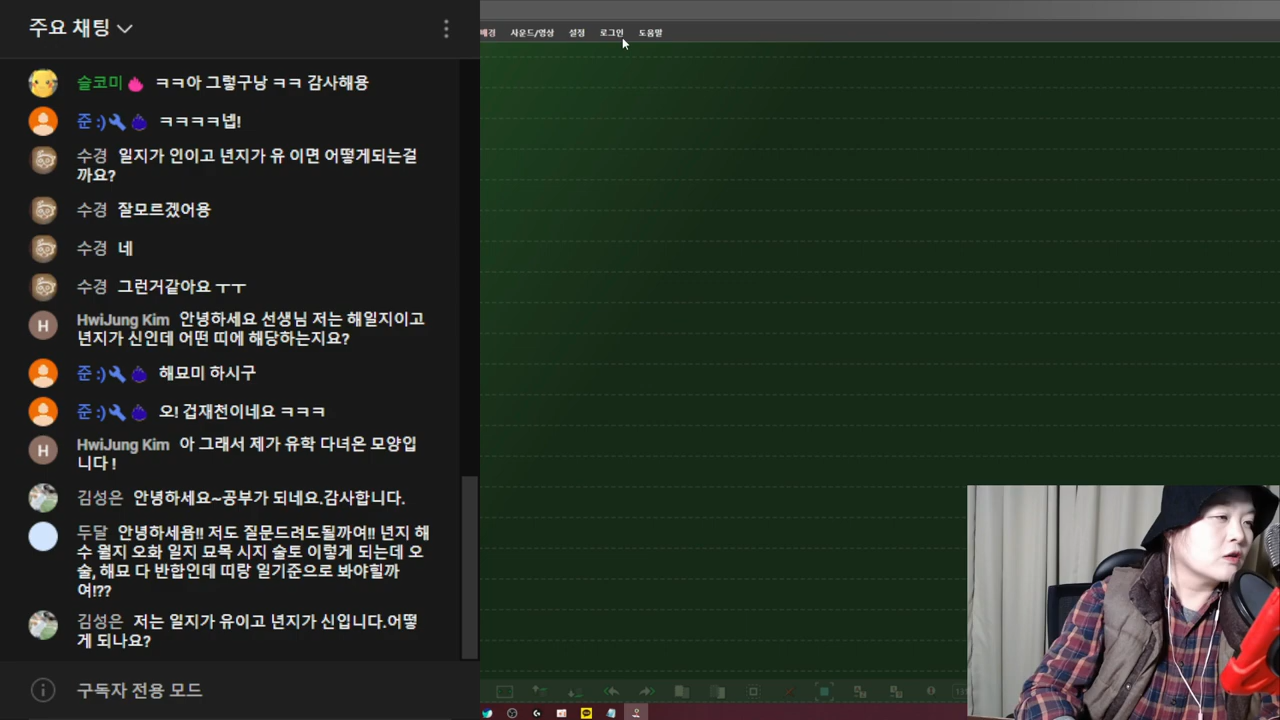 주요 채팅
배경 사운드/영상 설정 로그인 도움말
슬코미 ㅋㅋ아 그렇구낭 ㅋㅋ 감사해용
준 :) ㅋㅋㅋㅋ넵!
수경 일지가 인이고 년지가 유 이면 어떻게되는걸
까요?
수경 잘모르겠어용
수경 네
수경 그런거같아요 ㅜㅜ
H HwiJung Kim 안녕하세요 선생님 저는 해일지이고
년지가 신인데 어떤 띠에 해당하는지요?
준 :) 해묘미 하시구
준 :) 오! 겁재천이네요 ㅋㅋㅋ
H HwiJung Kim 아 그래서 제가 유학 다녀온 모양입
니다 !
김성은 안녕하세요~공부가 되네요.감사합니다.
두달 안녕하세욤!! 저도 질문드려도될까여!! 년지 해
수 월지 오화 일지 묘목 시지 술토 이렇게 되는데 오
술, 해묘 다 반합인데 띠랑 일기준으로 봐야힐까
여!??
김성은 저는 일지가 유이고 년지가 신입니다.어떻
게 되나요?
구독자 전용 모드